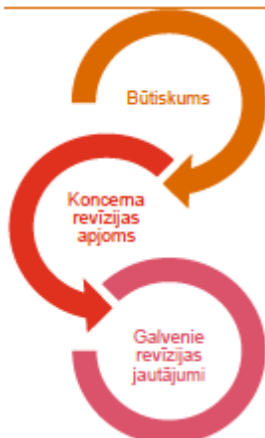 Būtiskums
Koncerna
revīzijas
apjoms
Galvenie
revīzijas
jautājumi